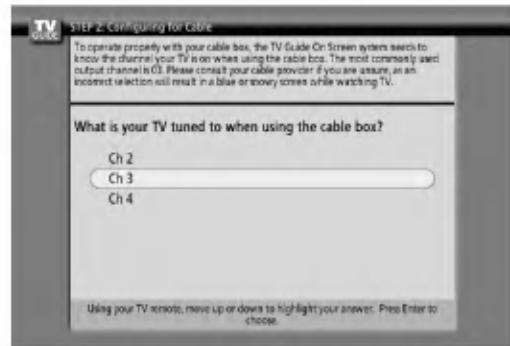 TV
GUIDE
STEP 2: Configuring for Cable
To operate properly with your cable box, the TV Guide On Screen system needs to
know the channel your TV is on when using the cable box. The most commonly used
output channel is 03. Please consult your cable provider if you are unsure, as an
incorrect selection will result in a blue or snowy screen while watching TV.
What is your TV tuned to when using the cable box?
Ch 2
Ch 3
Ch 4
Using your TV remote, move up or down to highlight your answer. Press Enter to
choose.